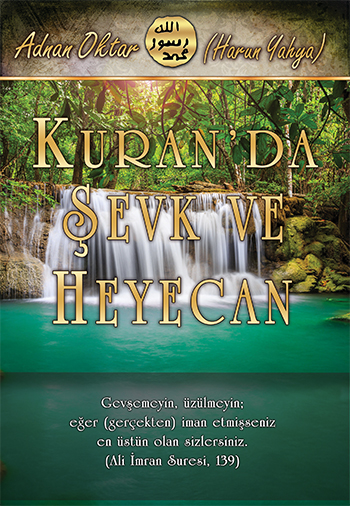 Adnan Oktar (Harun Yahya)
الله
رسول
محمد
KURAN'DA
ŞEVK VE
HEYECAN
Gevşemeyin, üzülmeyin;
eğer (gerçekten) iman etmişseniz
en üstün olan sizlersiniz.
(Ali İmran Suresi, 139)